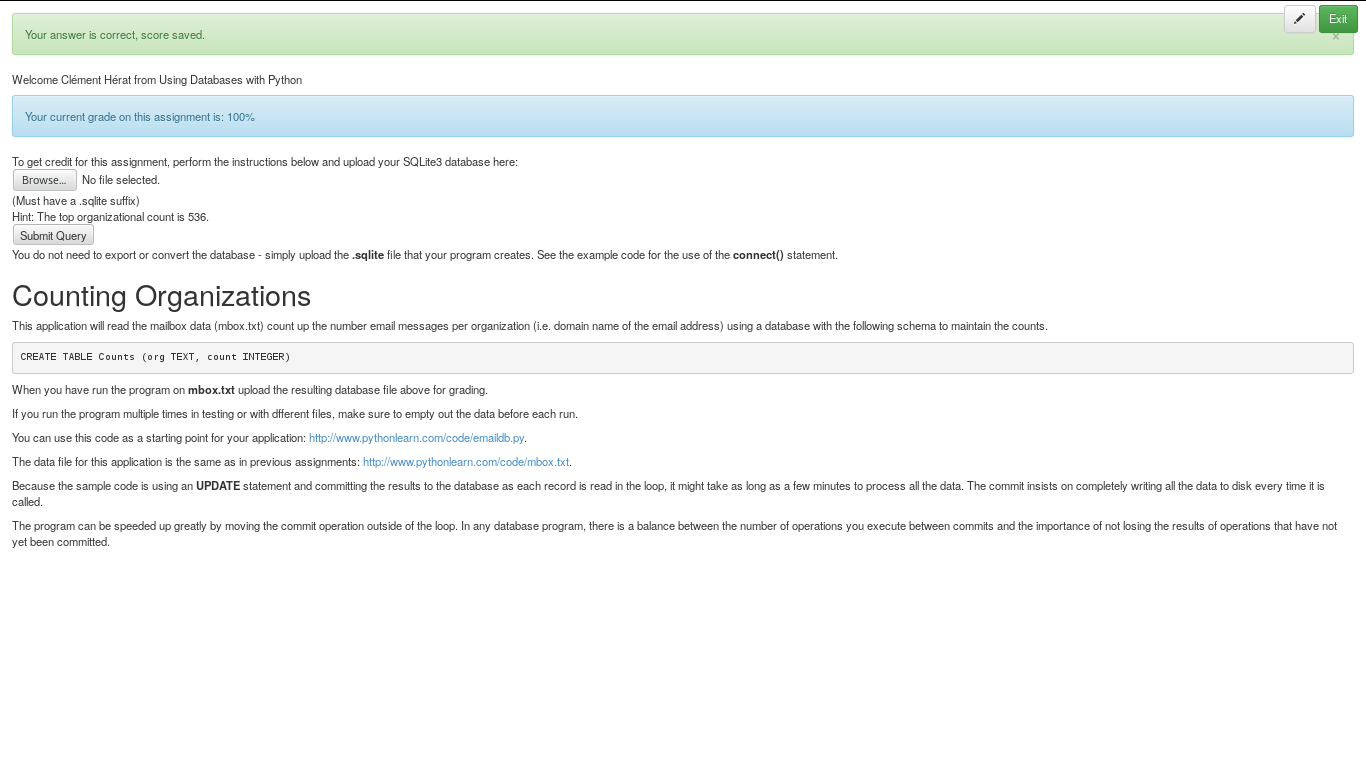 Your answer is correct, score saved.
Exit
×
Welcome Clément Hérat from Using Databases with Python
Your current grade on this assignment is: 100%
To get credit for this assignment, perform the instructions below and upload your SQLite3 database here:
Browse... No file selected.
(Must have a .sqlite suffix)
Hint: The top organizational count is 536.
Submit Query
You do not need to export or convert the database - simply upload the .sqlite file that your program creates. See the example code for the use of the connect() statement.
Counting Organizations
This application will read the mailbox data (mbox.txt) count up the number email messages per organization (i.e. domain name of the email address) using a database with the following schema to maintain the counts.
CREATE TABLE Counts (org TEXT, count INTEGER)
When you have run the program on mbox.txt upload the resulting database file above for grading.
If you run the program multiple times in testing or with dfferent files, make sure to empty out the data before each run.
You can use this code as a starting point for your application: http://www.pythonlearn.com/code/emaildb.py.
The data file for this application is the same as in previous assignments: http://www.pythonlearn.com/code/mbox.txt.
Because the sample code is using an UPDATE statement and committing the results to the database as each record is read in the loop, it might take as long as a few minutes to process all the data. The commit insists on completely writing all the data to disk every time it is
called.
The program can be speeded up greatly by moving the commit operation outside of the loop. In any database program, there is a balance between the number of operations you execute between commits and the importance of not losing the results of operations that have not
yet been committed.